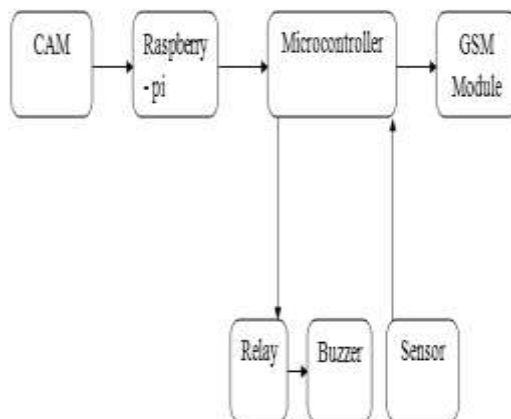 CAM
Raspberry
- pi
Microcontroller
GSM
Module
Relay
Buzzer
Sensor